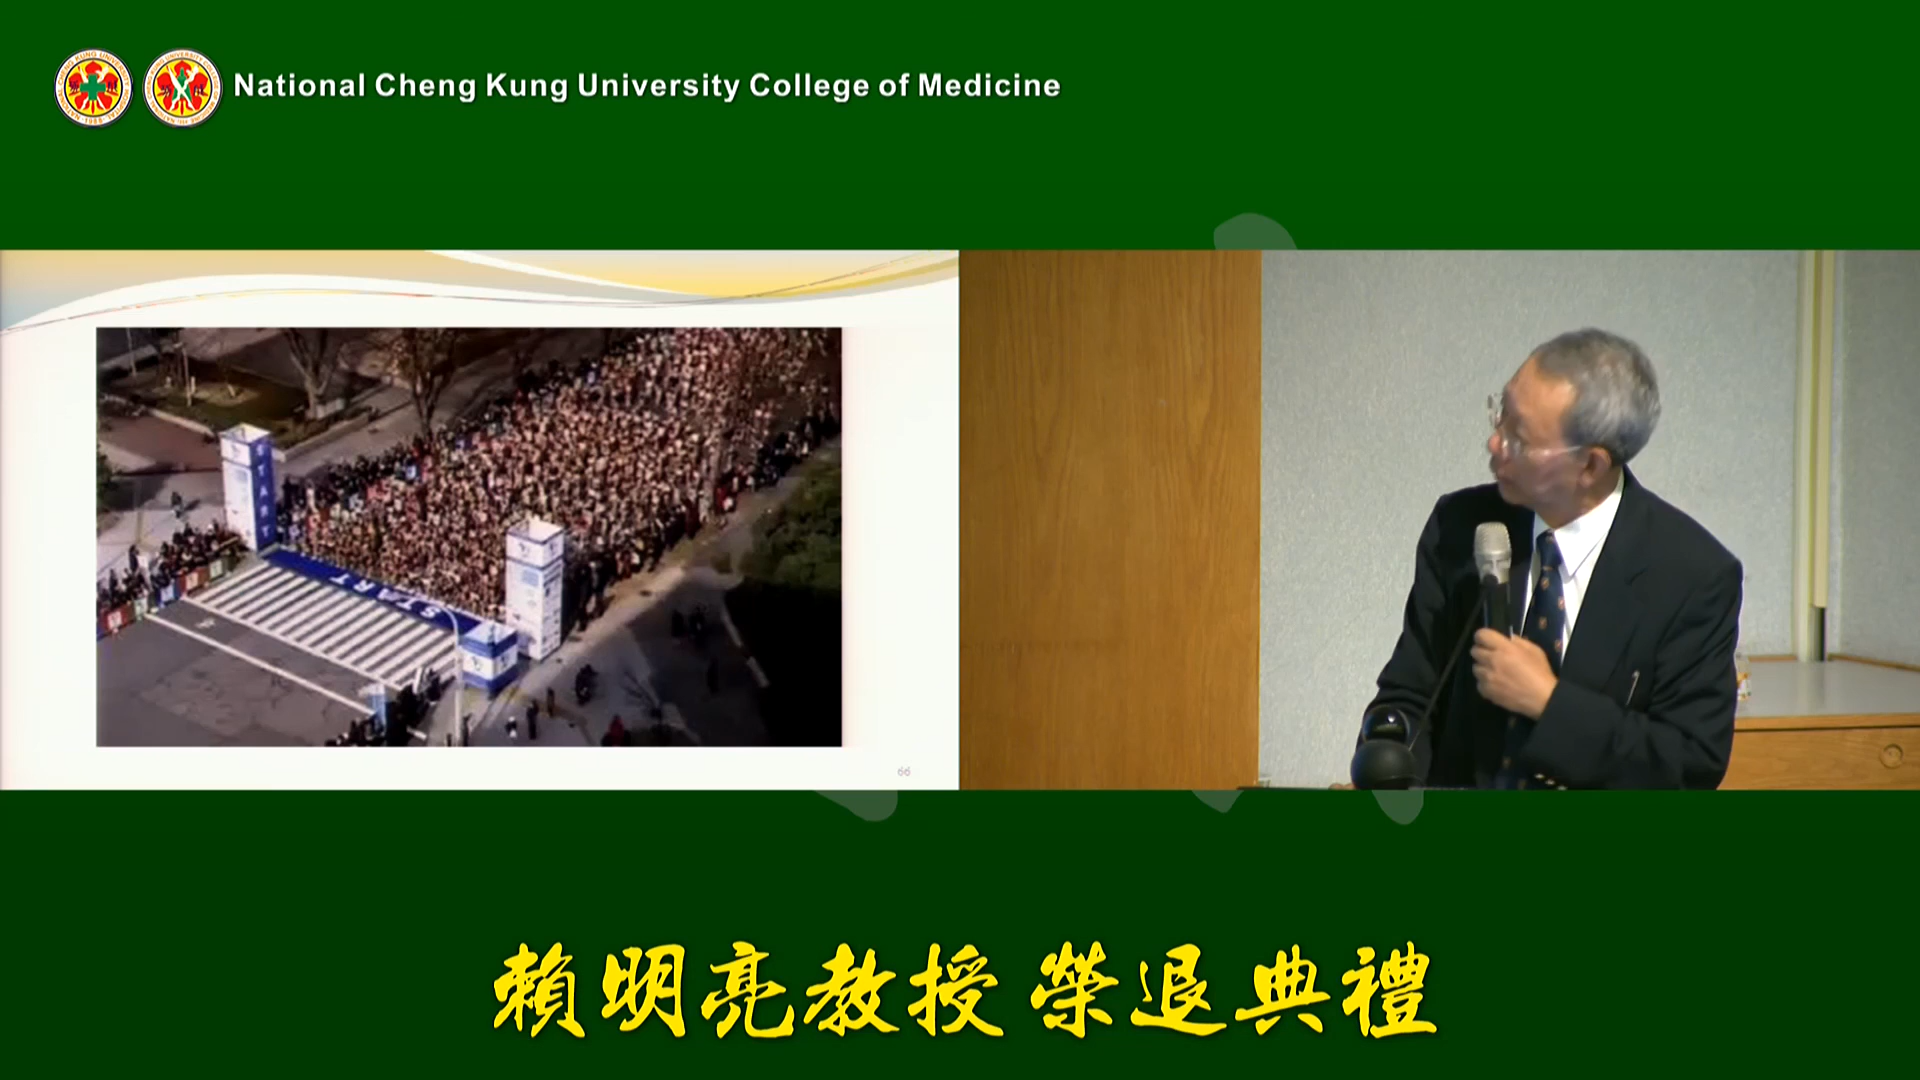 National Cheng Kung University College of Medicine
START
START
66
賴明亮教授 榮退典禮